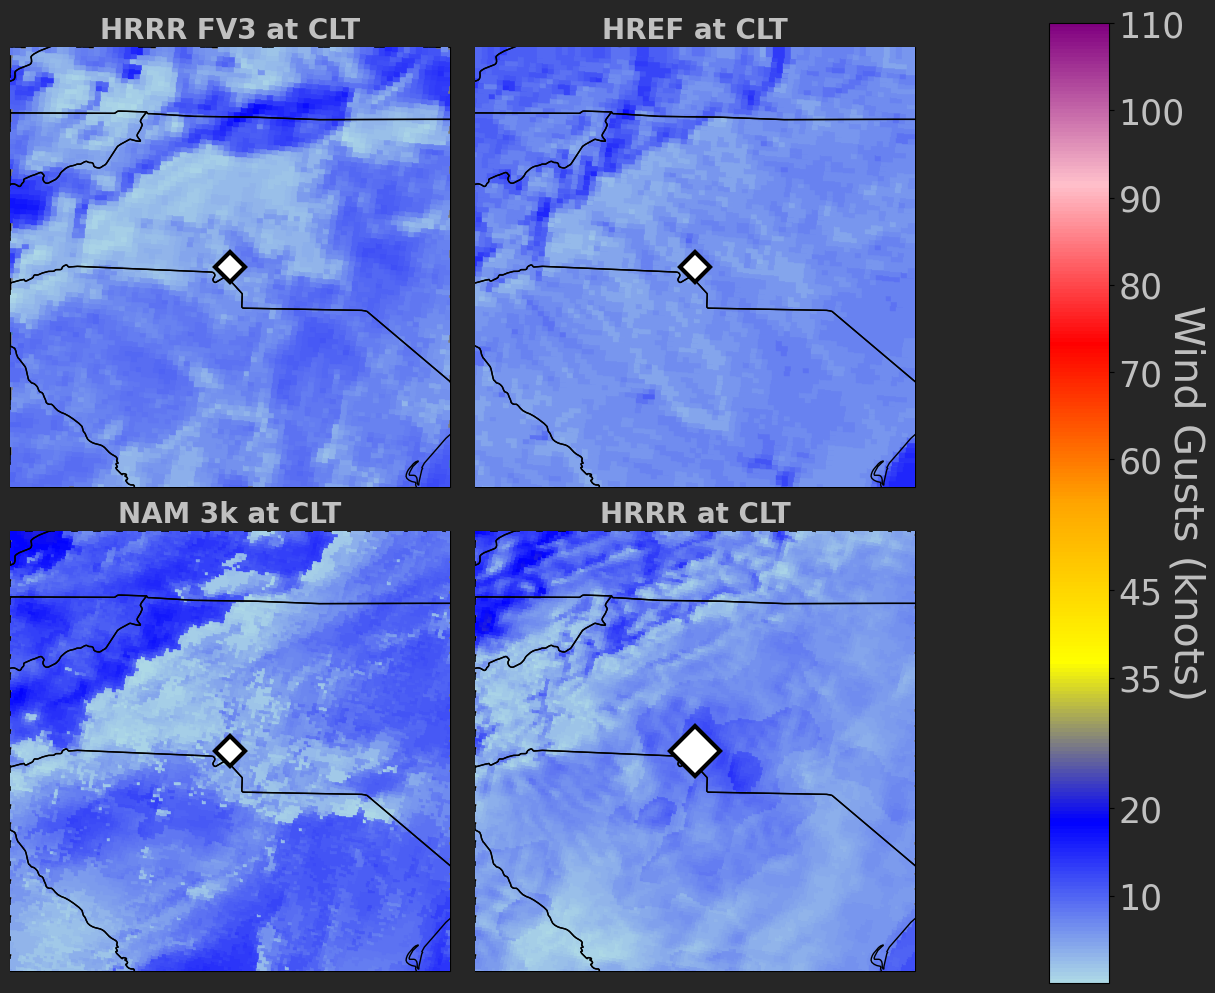 HRRR FV3 at CLT
HREF at CLT
NAM 3k at CLT
HRRR at CLT
110
100
90
80
70
60
45
35
20
10
Wind Gusts (knots)